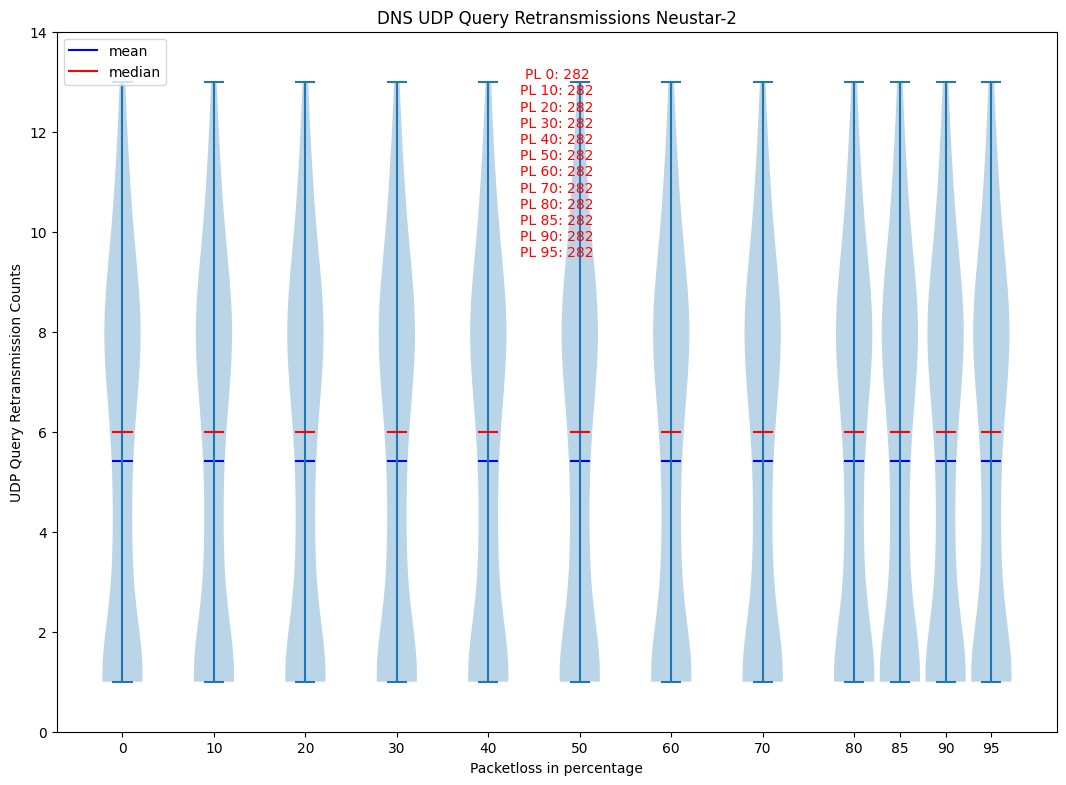 DNS UDP Query Retransmissions Neustar-2
mean
median
PL 0: 282
PL 10: 282
PL 20: 282
PL 30: 282
PL 40: 282
PL 50: 282
PL 60: 282
PL 70: 282
PL 80: 282
PL 85: 282
PL 90: 282
PL 95: 282
UDP Query Retransmission Counts
14
12
10
8
6
4
2
0
0 10 20 30 40 50 60 70 80 85 90 95
Packetloss in percentage